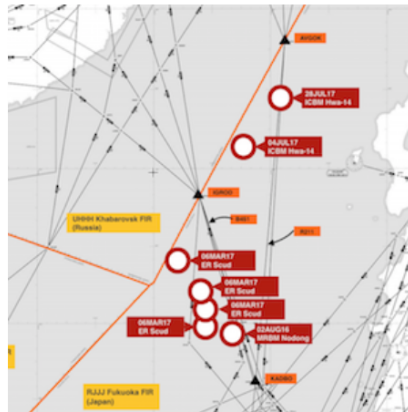 AVGOK
28JUL17
ICBM Hwa-14
04JUL17
ICBM Hwa-14
IGROD
UHHH Khabarovsk FIR
(Russia)
B451
R211
06MAR17
ER Scud
06MAR17
ER Scud
06MAR17
ER Scud
06MAR17
ER Scud
02AUG16
MRBM Nodong
KADBO
RJJJ Fukuoka FIR
(Japan)